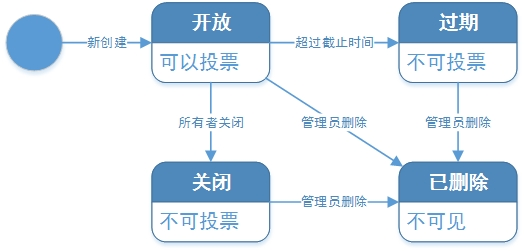 开放
过期
新创建
超过截止时间
可以投票
不可投票
所有者关闭
管理员删除
管理员删除
关闭
已删除
管理员删除
不可投票
不可见